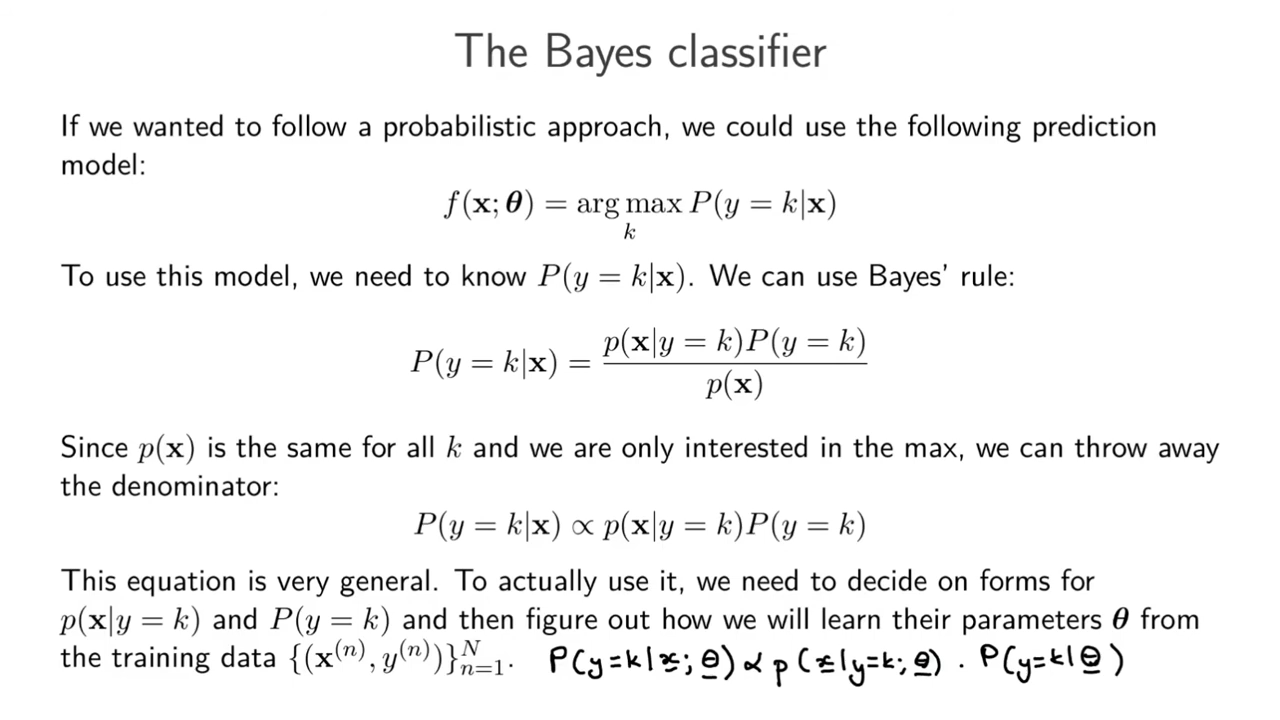 The Bayes classifier
If we wanted to follow a probabilistic approach, we could use the following prediction
model:
f(x; θ) = arg max P(y = k|x)
k
To use this model, we need to know P(y = k|x). We can use Bayes' rule:
P(y = k|x) = p(x|y = k)P(y = k) / p(x)
Since p(x) is the same for all k and we are only interested in the max, we can throw away
the denominator:
P(y = k|x) ∝ p(x|y = k)P(y = k)
This equation is very general. To actually use it, we need to decide on forms for
p(x|y = k) and P(y = k) and then figure out how we will learn their parameters θ from
the training data {(x^(n), y^(n))}_{n=1}^N. P(y=k|x; θ) ∝ p(x|y=k; θ) · P(y=k|θ)